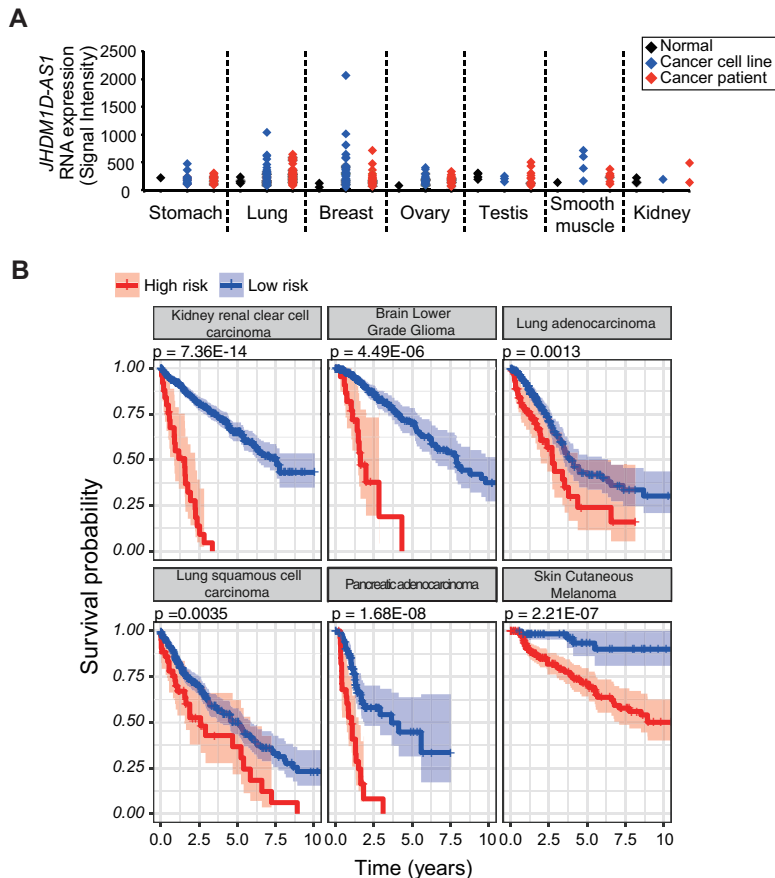 A
JHDM1D-AS1
RNA expression
(Signal Intensity)
2500
2000
1500
1000
500
0
Normal
Cancer cell line
Cancer patient
Stomach
Lung
Breast
Ovary
Testis
Smooth
muscle
Kidney
B
High risk
Low risk
Survival probability
Kidney renal clear cell
carcinoma
Brain Lower
Grade Glioma
Lung adenocarcinoma
p = 7.36E-14
p = 4.49E-06
p = 0.0013
1.00
0.75
0.50
0.25
0.00
Lung squamous cell
carcinoma
Pancreatic adenocarcinoma
Skin Cutaneous
Melanoma
p =0.0035
p = 1.68E-08
p = 2.21E-07
1.00
0.75
0.50
0.25
0.00
0.0 2.5 5.0 7.5 10
0.0 2.5 5.0 7.5 10
0.0 2.5 5.0 7.5 10
Time (years)